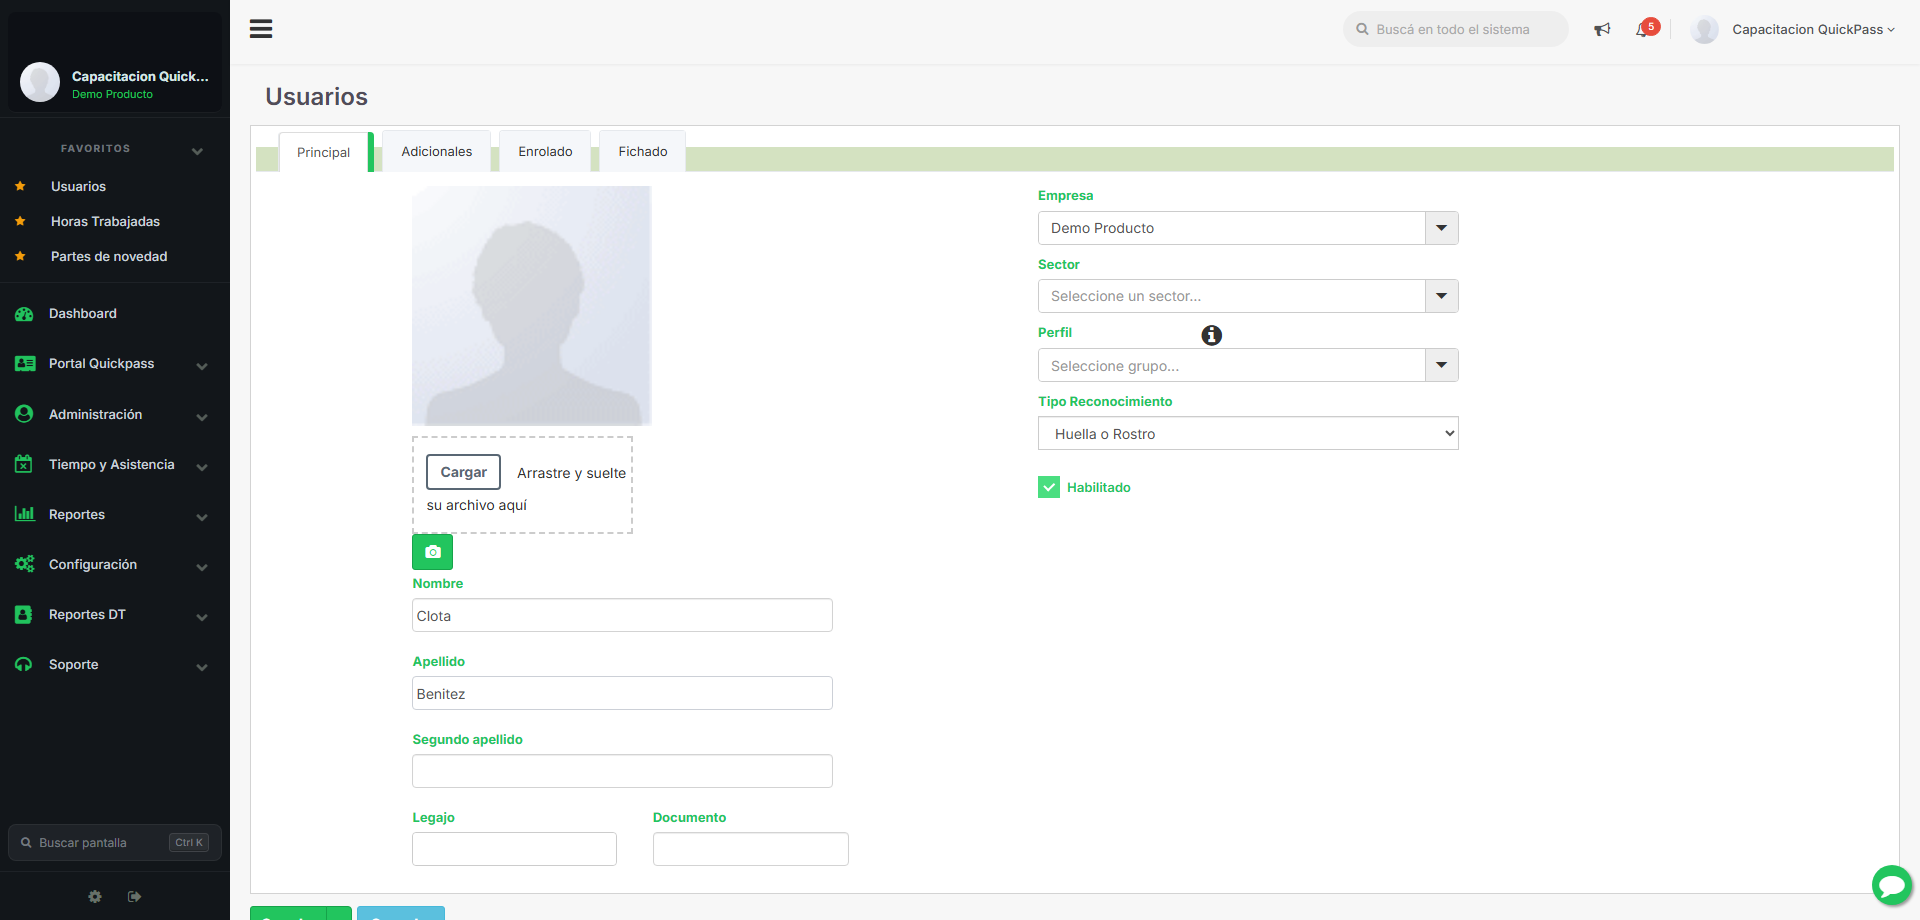 Capacitacion Quick...
Demo Producto
FAVORITOS
Usuarios
Horas Trabajadas
Partes de novedad
Dashboard
Portal Quickpass
Administración
Tiempo y Asistencia
Reportes
Configuración
Reportes DT
Soporte
Buscar pantalla
Ctrl K
Buscá en todo el sistema
5
Capacitacion QuickPass
Usuarios
Principal
Adicionales
Enrolado
Fichado
Cargar
Arrastre y suelte
su archivo aquí
Nombre
Clota
Apellido
Benitez
Segundo apellido
Legajo
Documento
Empresa
Demo Producto
Sector
Seleccione un sector...
Perfil
Seleccione grupo...
Tipo Reconocimiento
Huella o Rostro
Habilitado